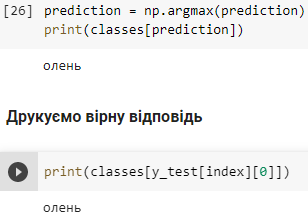 [26] prediction = np.argmax(prediction)
print(classes[prediction])
олень
Друкуємо вірну відповідь
print(classes[y_test[index][0]])
олень